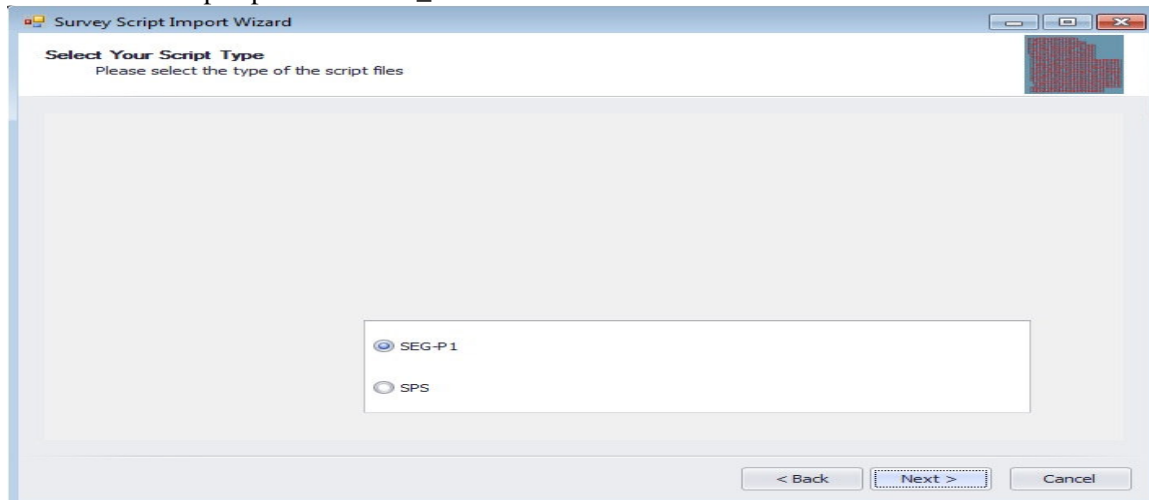 Survey Script Import Wizard
Select Your Script Type
Please select the type of the script files
SEG-P1
SPS
< Back Next > Cancel